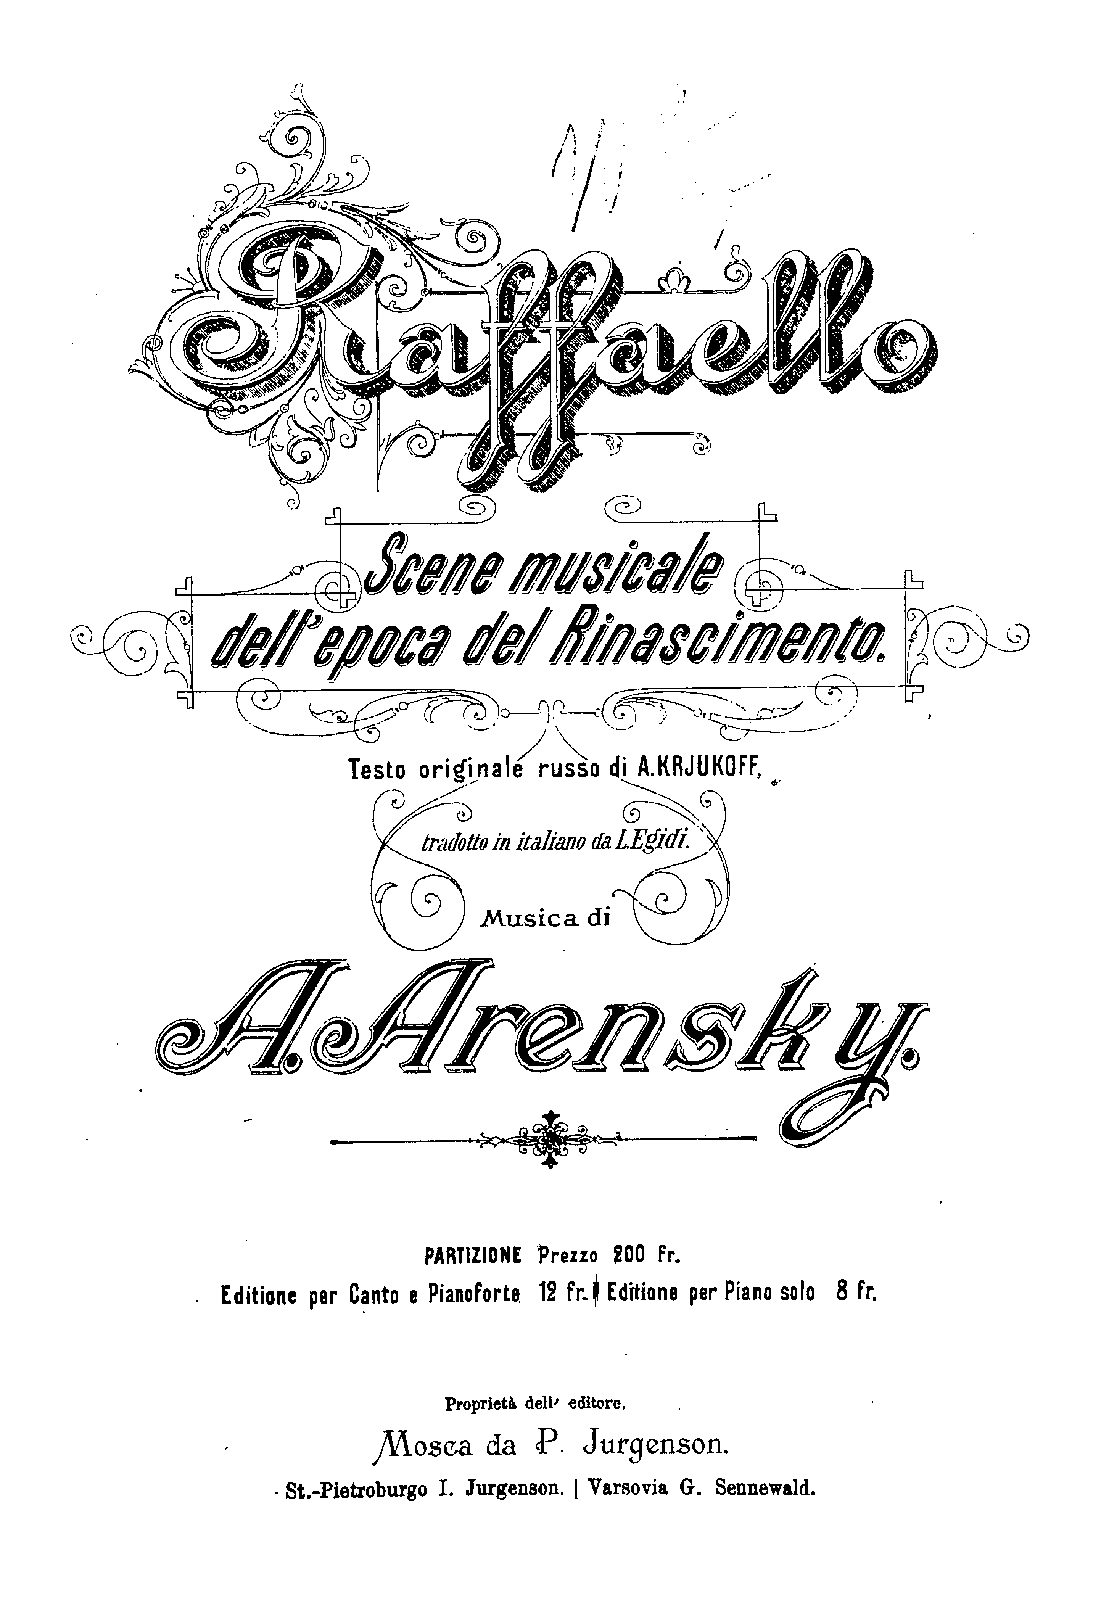 Raffaello
Scene musicale
dell'epoca del Rinascimento.
Testo originale russo di A.KRJUKOFF,
tradotto in italiano da I.Egidi.
Musica di
A. Arensky.
PARTIZIONE Prezzo 200 Fr.
Editione per Canto e Pianoforte 12 fr. | Editione per Piano solo 8 fr.
Proprietà dell' editore.
Mosca da P. Jurgenson.
St.-Pietroburgo I. Jurgenson. | Varsovia G. Sennewald.